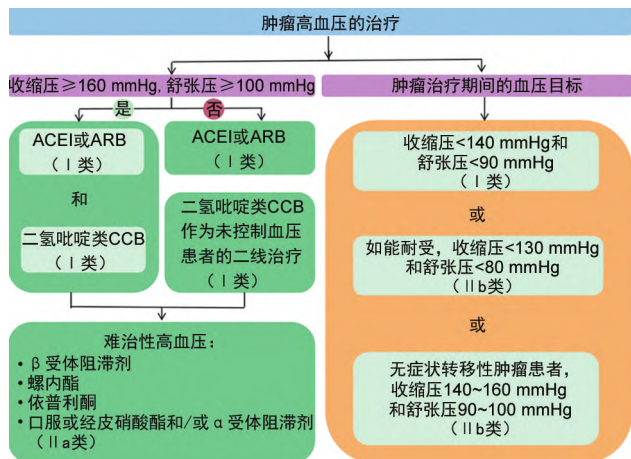 肿瘤高血压的治疗
收缩压≥160 mmHg, 舒张压≥100 mmHg
是
否
ACEI或ARB
（Ⅰ类）
和
二氢吡啶类CCB
（Ⅰ类）
ACEI或ARB
（Ⅰ类）
二氢吡啶类CCB
作为未控制血压
患者的二线治疗
（Ⅰ类）
难治性高血压：
• β受体阻滞剂
• 螺内酯
• 依普利酮
• 口服或经皮硝酸酯和/或α受体阻滞剂
（Ⅱa类）
肿瘤治疗期间的血压目标
收缩压<140 mmHg和
舒张压<90 mmHg
（Ⅰ类）
或
如能耐受，收缩压<130 mmHg
和舒张压<80 mmHg
（Ⅱb类）
或
无症状转移性肿瘤患者，
收缩压140~160 mmHg
和舒张压90~100 mmHg
（Ⅱb类）